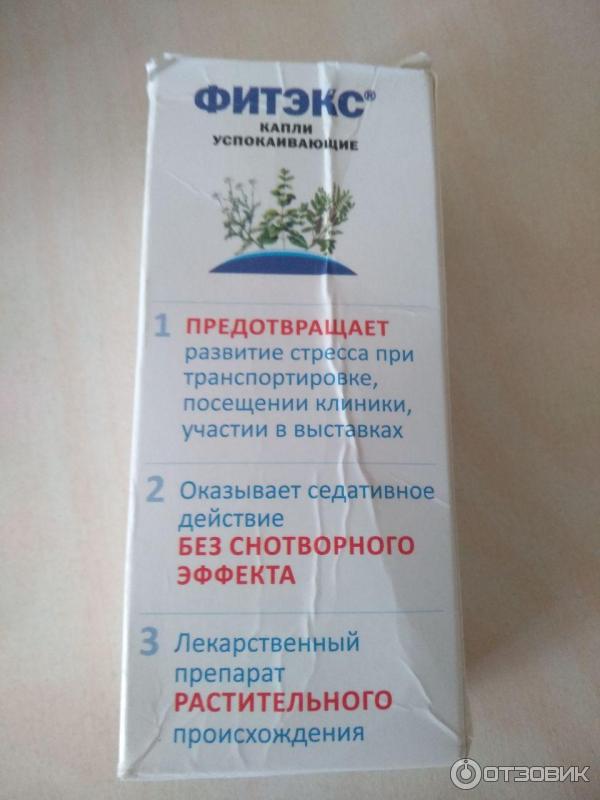 ФИТЭКС®
КАПЛИ
УСПОКАИВАЮЩИЕ
1 ПРЕДОТВРАЩАЕТ
развитие стресса при
транспортировке,
посещении клиники,
участии в выставках
2 Оказывает седативное
действие
БЕЗ СНОТВОРНОГО
ЭФФЕКТА
3 Лекарственный
препарат
РАСТИТЕЛЬНОГО
происхождения
ОТЗОВИК